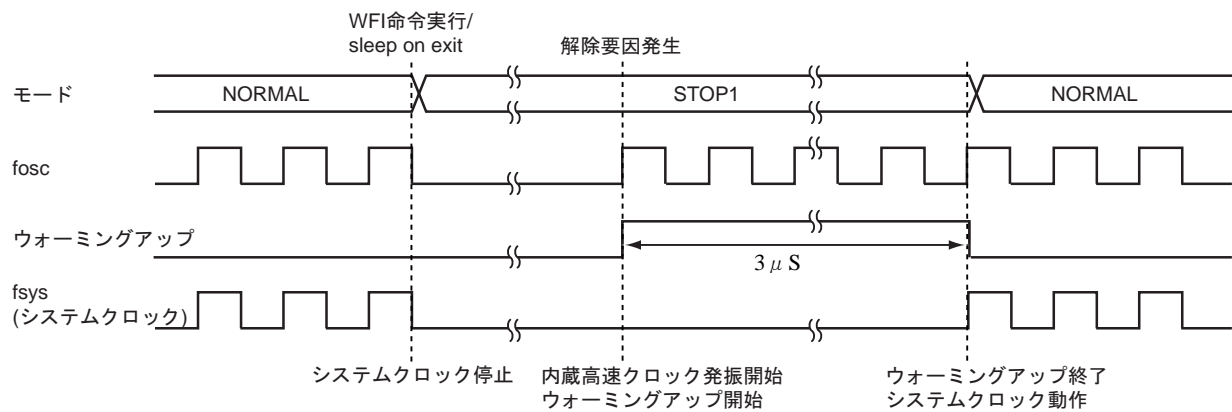 WFI命令実行/
sleep on exit
解除要因発生
モード
NORMAL
STOP1
NORMAL
fosc
ウォーミングアップ
3 μ S
fsys
(システムクロック)
システムクロック停止
内蔵高速クロック発振開始
ウォーミングアップ開始
ウォーミングアップ終了
システムクロック動作